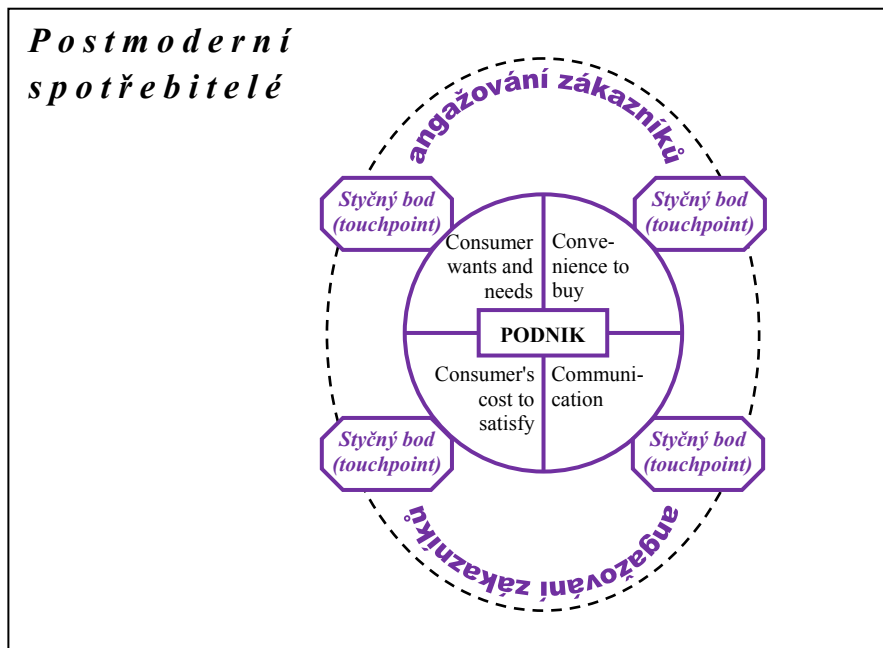 Postmoderní
spotřebitelé
angažování zákazníků
Styčný bod
(touchpoint)
Styčný bod
(touchpoint)
Consumer
wants and
needs
Conve-
nience to
buy
PODNIK
Consumer's
cost to
satisfy
Communi-
cation
Styčný bod
(touchpoint)
Styčný bod
(touchpoint)
angažování zákazníků